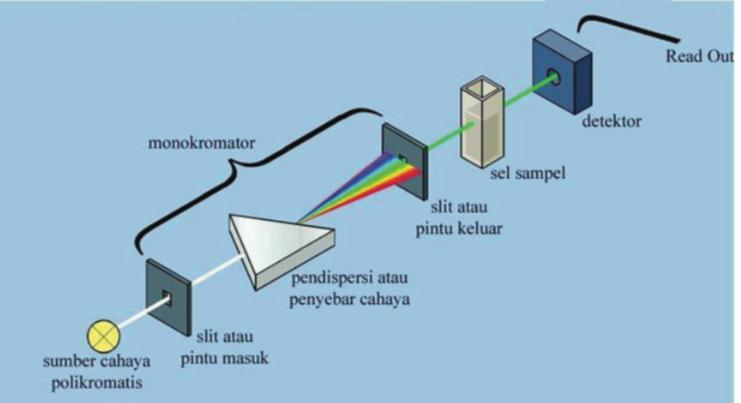 Read Out
detektor
monokromator
sel sampel
slit atau
pintu keluar
pendispersi atau
penyebar cahaya
slit atau
pintu masuk
sumber cahaya
polikromatis